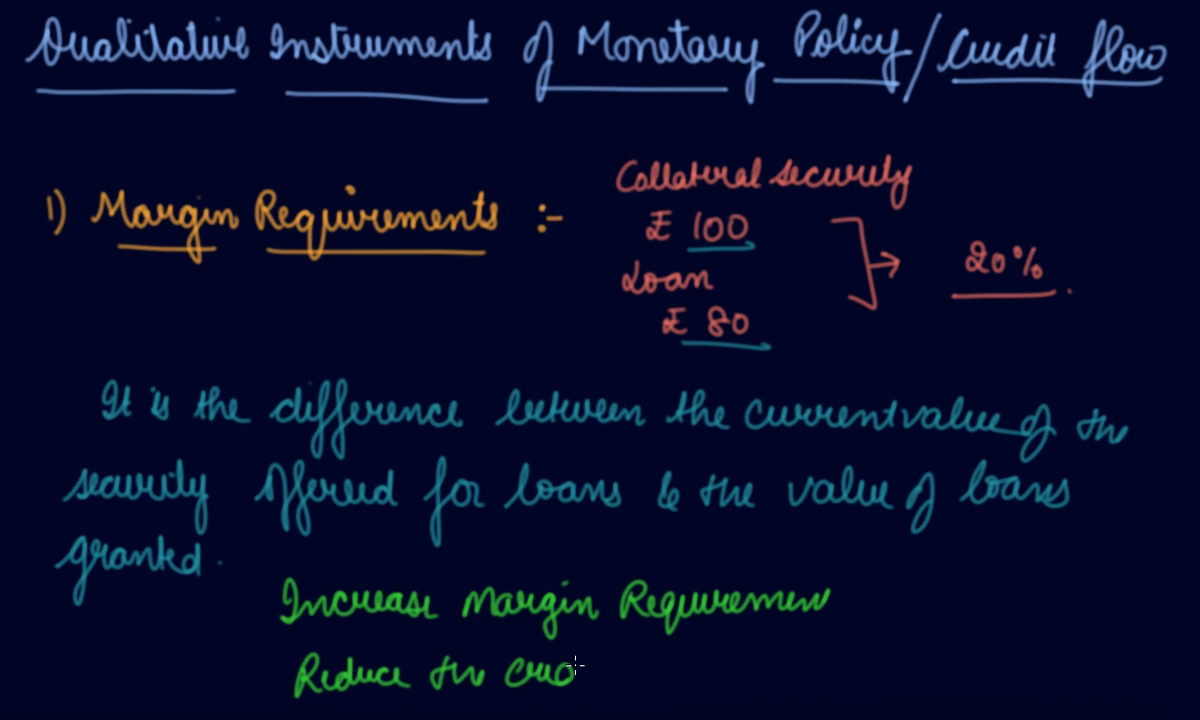 Qualitative Instruments of Monetary Policy/Credit flow
1) Margin Requirements :-
Collateral security
₤ 100
Loan
₤ 80
20%.
It is the difference between the current value of the
security offered for loans & the value of loans
granted.
Increase Margin Requiremen
Reduce the cred